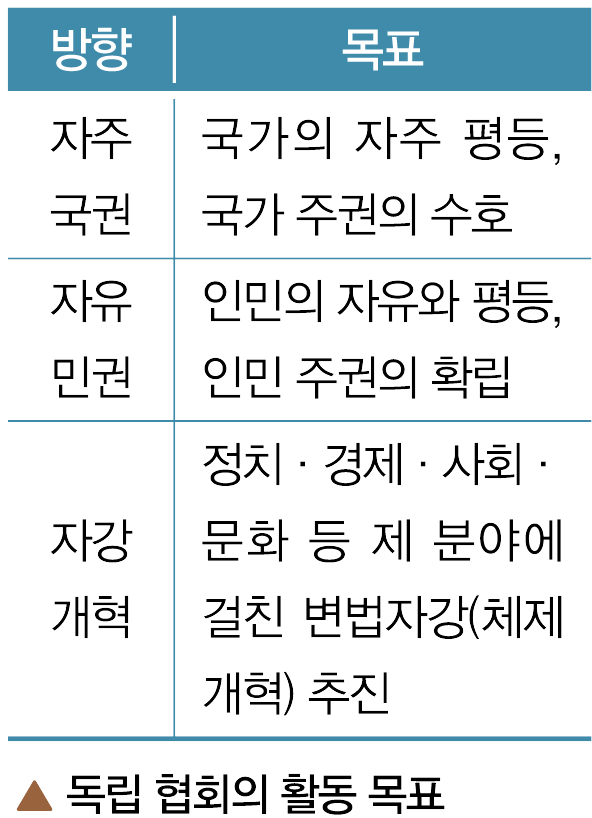 방향 목표
자주 국가의 자주 평등,
국권 국가 주권의 수호
자유 인민의 자유와 평등,
민권 인민 주권의 확립
정치 · 경제 · 사회 ·
자강 문화 등 제 분야에
개혁 걸친 변법자강(체제
개혁) 추진
▲ 독립 협회의 활동 목표